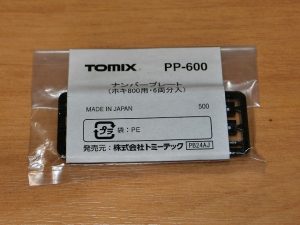 TOMIX PP-600
ナンバープレート
(ホキ800用・6両分入)
MADE IN JAPAN 500
プラ 袋:PE
発売元:株式会社トミーテック PB24AJ